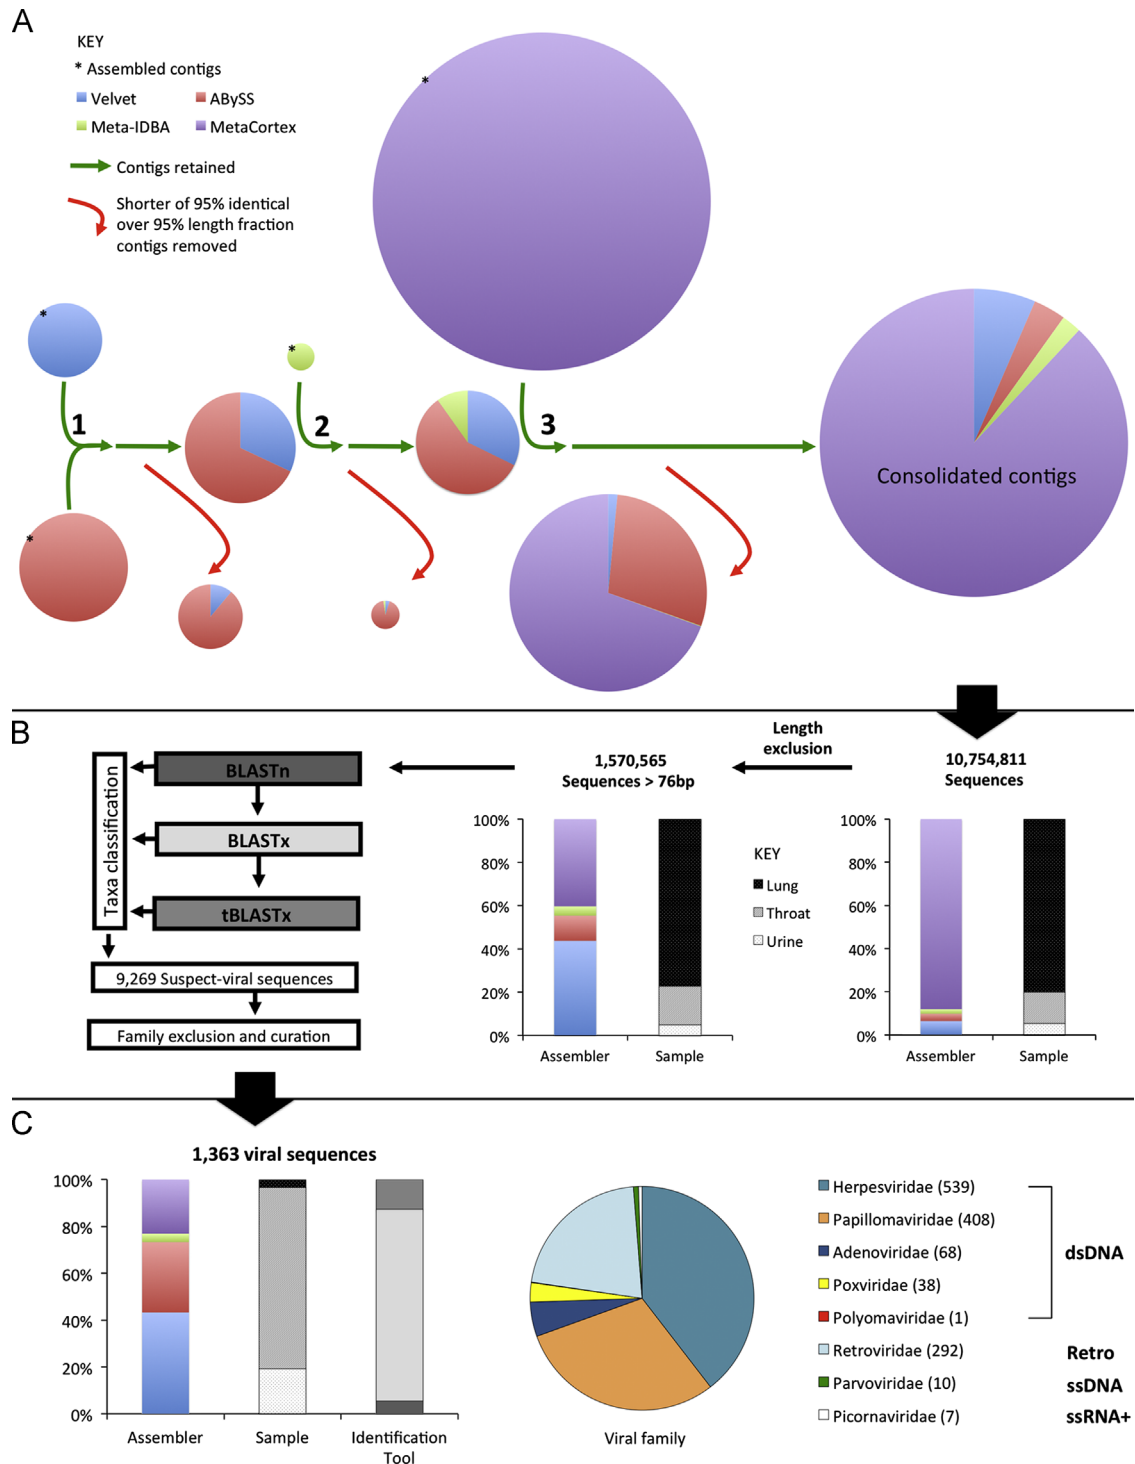 A
KEY
* Assembled contigs
Velvet
ABySS
Meta-IDBA
MetaCortex
Contigs retained
Shorter of 95% identical
over 95% length fraction
contigs removed
*
*
*
*
1
2
3
Consolidated contigs
B
Taxa classification
BLASTn
BLASTx
tBLASTx
9,269 Suspect-viral sequences
Family exclusion and curation
1,570,565
Sequences > 76bp
Length
exclusion
10,754,811
Sequences
100%
80%
60%
40%
20%
0%
Assembler
Sample
KEY
Lung
Throat
Urine
100%
80%
60%
40%
20%
0%
Assembler
Sample
C
1,363 viral sequences
100%
80%
60%
40%
20%
0%
Assembler
Sample
Identification
Tool
Viral family
Herpesviridae (539)
Papillomaviridae (408)
Adenoviridae (68)
Poxviridae (38)
Polyomaviridae (1)
Retroviridae (292)
Parvoviridae (10)
Picornaviridae (7)
dsDNA
Retro
ssDNA
ssRNA+